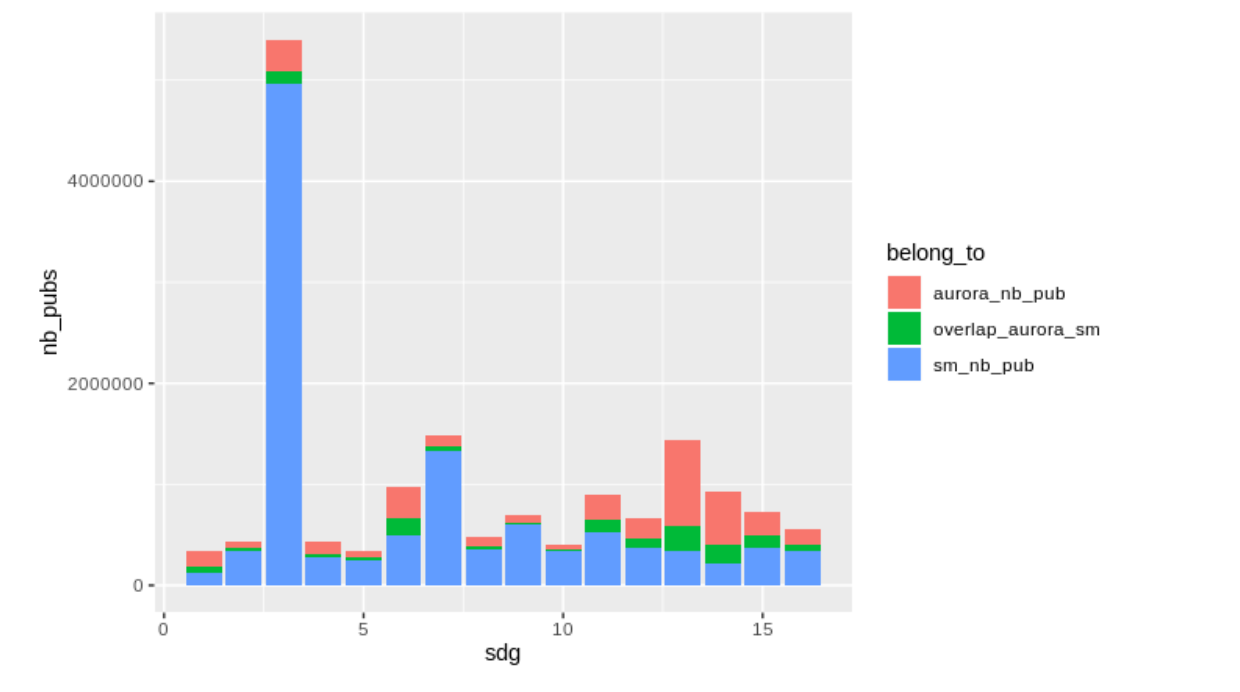 4000000
2000000
0
nb_pubs
0
5
10
15
sdg
belong_to
aurora_nb_pub
overlap_aurora_sm
sm_nb_pub